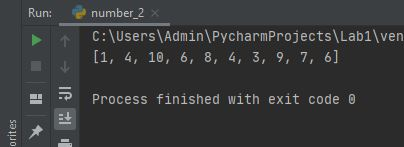 Run: number_2 ×
C:\Users\Admin\PycharmProjects\Lab1\ven
[1, 4, 10, 6, 8, 4, 3, 9, 7, 6]
Process finished with exit code 0
orites